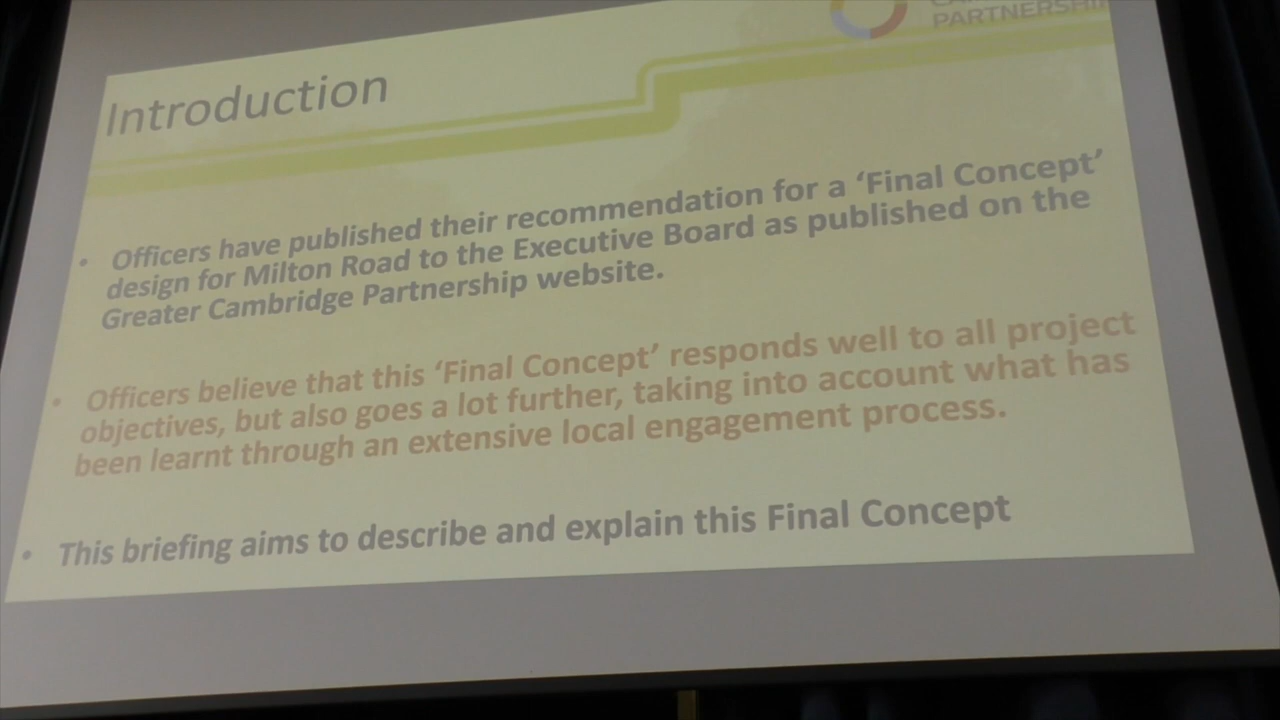 PARTNERSHIP
Introduction
• Officers have published their recommendation for a ‘Final Concept’
design for Milton Road to the Executive Board as published on the
Greater Cambridge Partnership website.
• Officers believe that this ‘Final Concept’ responds well to all project
objectives, but also goes a lot further, taking into account what has
been learnt through an extensive local engagement process.
• This briefing aims to describe and explain this Final Concept